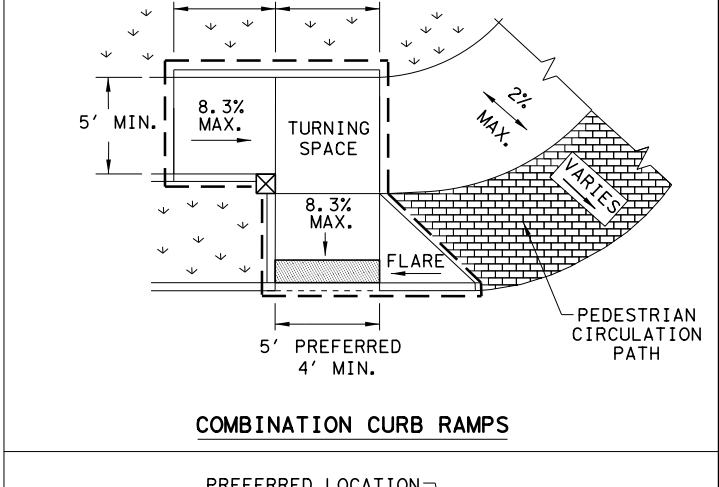 8.3%
MAX.
5' MIN.
TURNING
SPACE
2%
MAX.
VARIES
8.3%
MAX.
FLARE
PEDESTRIAN
CIRCULATION
PATH
5' PREFERRED
4' MIN.
COMBINATION CURB RAMPS
PREFERRED LOCATION